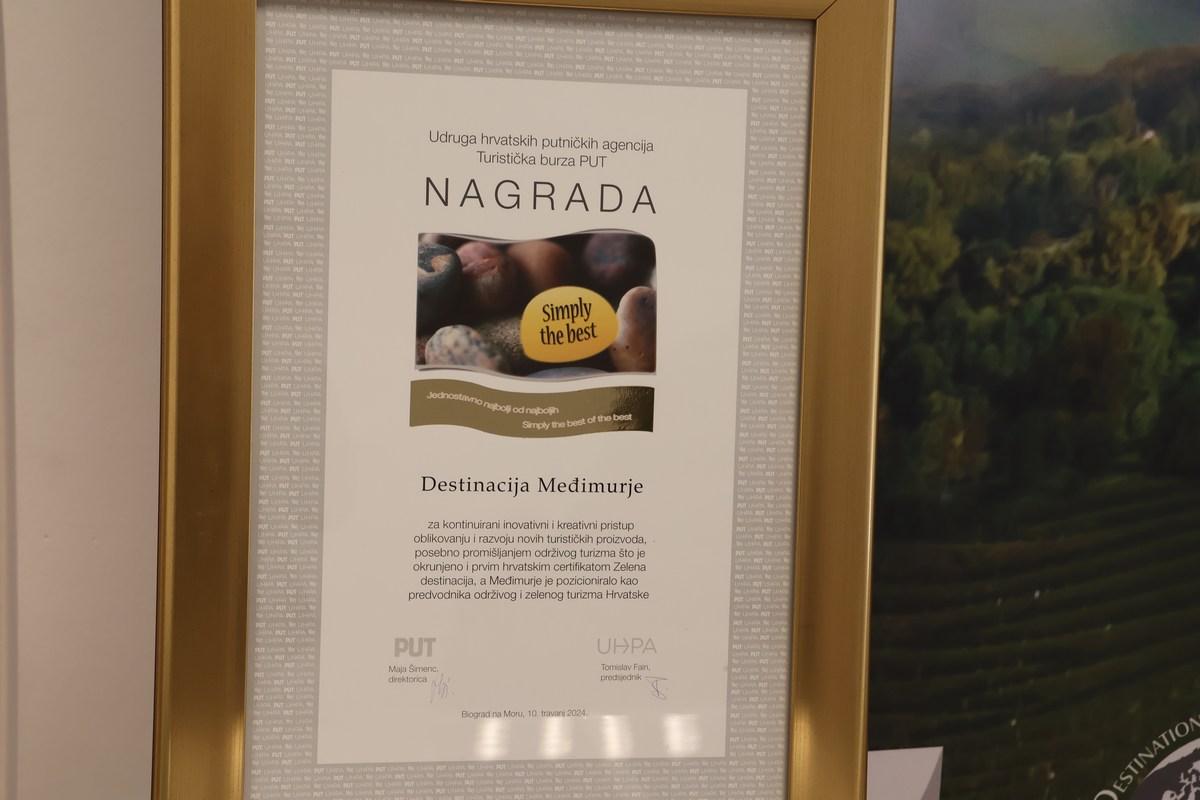 Udruga hrvatskih putničkih agencija
Turistička burza PUT
NAGRADA
Simply
the best
Jednostavno najbolji od najboljih
Simply the best of the best
Destinacija Međimurje
za kontinuirani inovativni i kreativni pristup
oblikovanju i razvoju novih turističkih proizvoda,
posebno promišljanjem održivog turizma što je
okrunjeno i prvim hrvatskim certifikatom Zelena
destinacija, a Međimurje je pozicioniralo kao
predvodnika održivog i zelenog turizma Hrvatske
PUT
UHPA
Maja Šimenc,
direktorica
Tomislav Fain,
predsjednik
Biograd na Moru, 10. travanj 2024.
DESTINATION